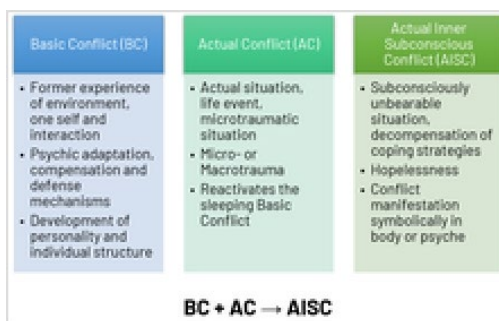 Basic Conflict (BC)
• Former experience
of environment,
one self and
interaction
• Psychic adaptation,
compensation and
defense
mechanisms
• Development of
personality and
individual structure
Actual Conflict (AC)
• Actual situation,
life event,
microtraumatic
situation
• Micro- or
Macrotrauma
• Reactivates the
sleeping Basic
Conflict
Actual Inner
Subconscious
Conflict (AISC)
• Subconsciously
unbearable
situation,
decompensation of
coping strategies
• Hopelessness
• Conflict
manifestation
symbolically in
body or psyche
BC + AC → AISC